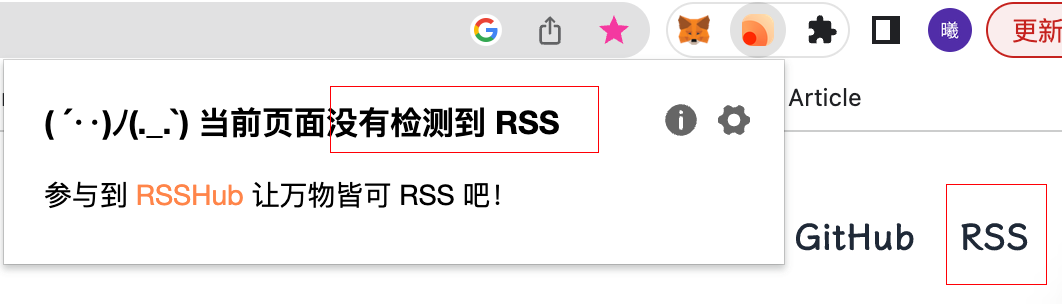 曦
更新
Article
( ´･･)ﾉ(._.`) 当前页面没有检测到 RSS
参与到 RSSHub 让万物皆可 RSS 吧！
GitHub RSS